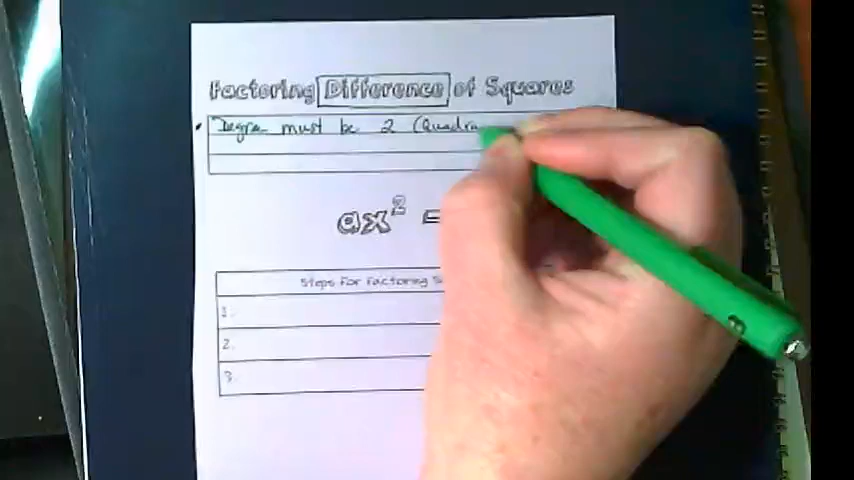 Factoring Difference of Squares
Degree must be 2 (Quadra
ax² -
Steps for Factoring S
1.
2.
3.